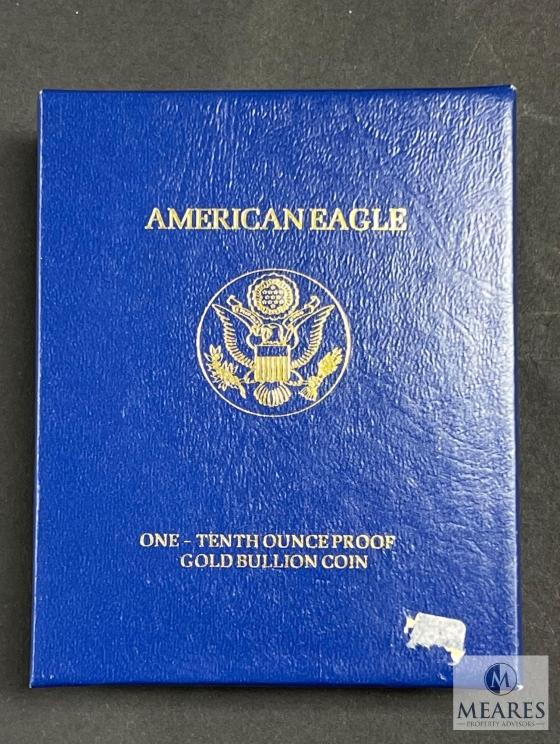 AMERICAN EAGLE
ONE - TENTH OUNCE PROOF
GOLD BULLION COIN
M
MEARES
PROPERTY ADVISORS